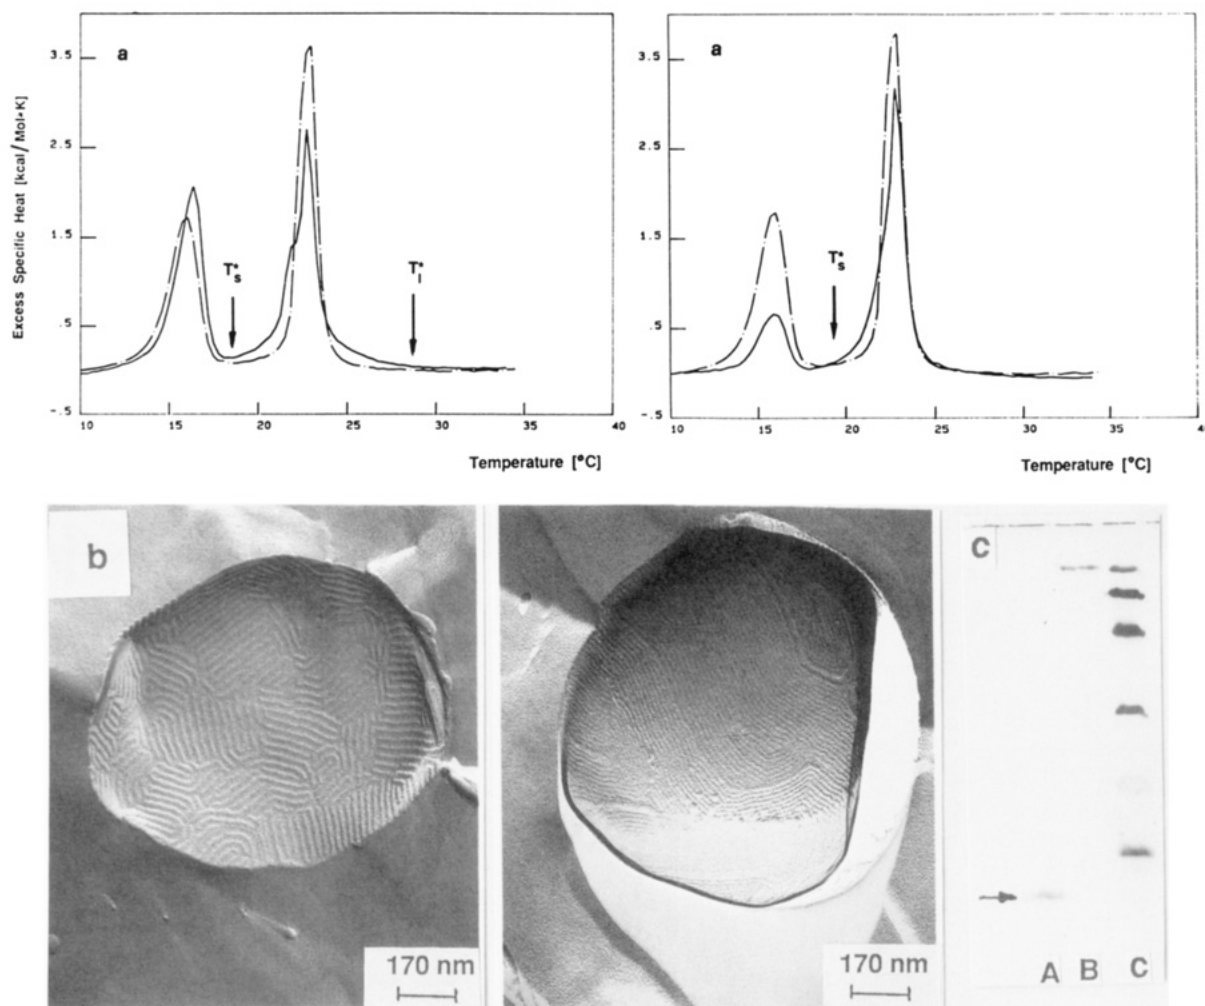 a
Excess Specific Heat [kcal/Mol•K]
3.5
2.5
1.5
.5
-.5
T*s
T*l
10
15
20
25
30
35
40
Temperature [°C]
a
3.5
2.5
1.5
.5
-.5
T*s
10
15
20
25
30
35
4
Temperature [°C]
b
170 nm
170 nm
c
A B C